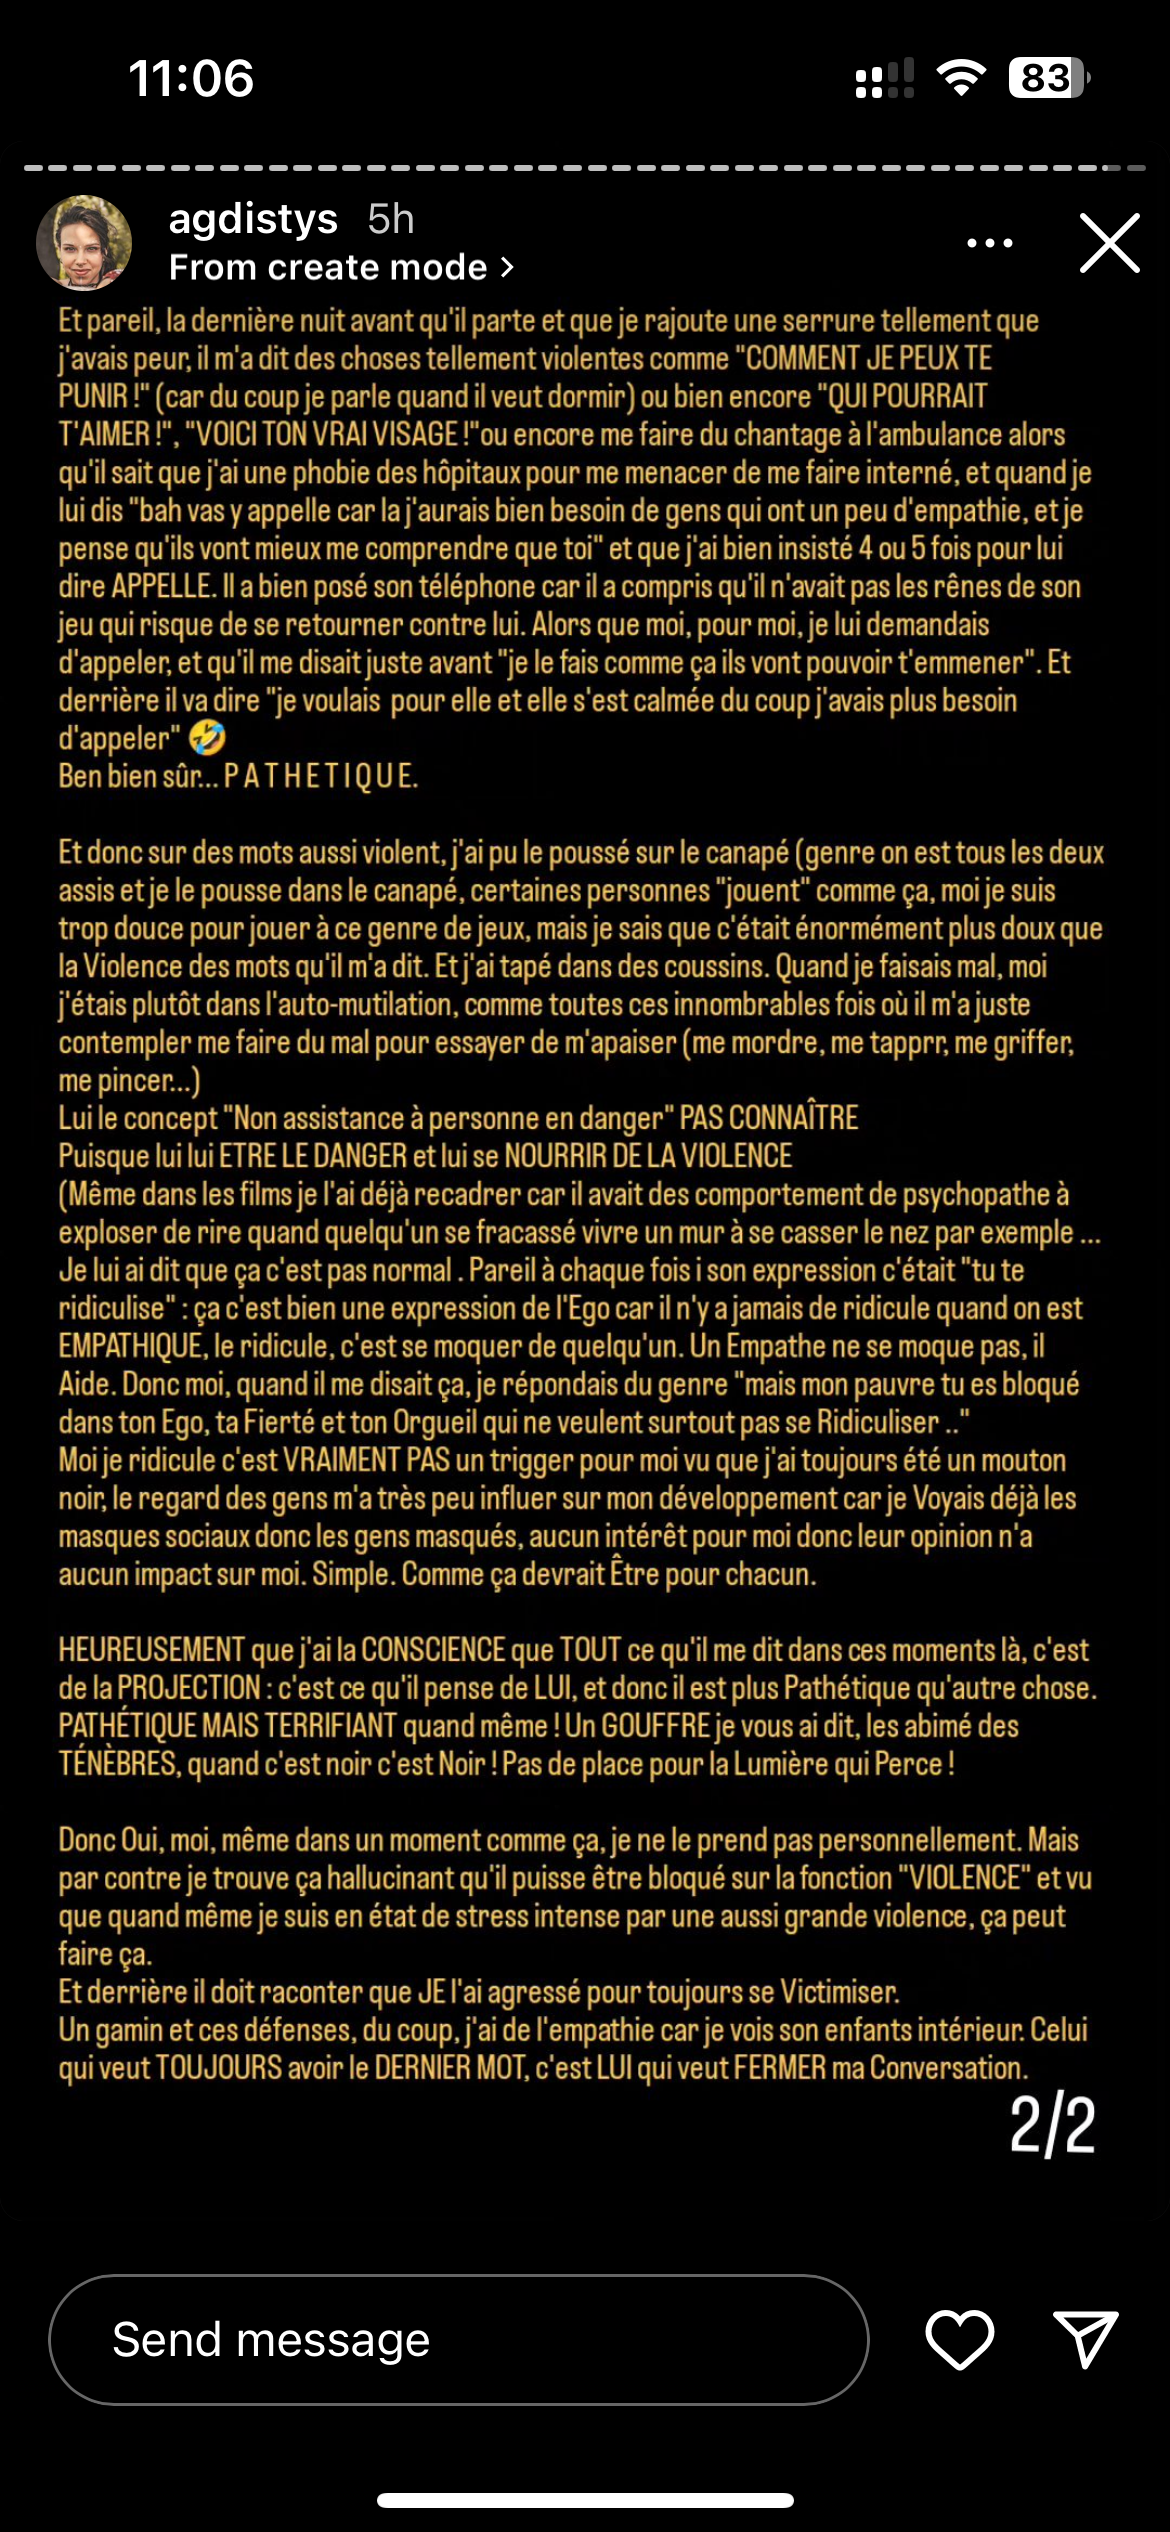 11:06
83
agdistys 5h
From create mode >
Et pareil, la dernière nuit avant qu'il parte et que je rajoute une serrure tellement que
j'avais peur, il m'a dit des choses tellement violentes comme "COMMENT JE PEUX TE
PUNIR !" (car du coup je parle quand il veut dormir) ou bien encore "QUI POURRAIT
T'AIMER !", "VOICI TON VRAI VISAGE !"ou encore me faire du chantage à l'ambulance alors
qu'il sait que j'ai une phobie des hôpitaux pour me menacer de me faire interné, et quand je
lui dis "bah vas y appelle car la j'aurais bien besoin de gens qui ont un peu d'empathie, et je
pense qu'ils vont mieux me comprendre que toi" et que j'ai bien insisté 4 ou 5 fois pour lui
dire APPELLE. Il a bien posé son téléphone car il a compris qu'il n'avait pas les rênes de son
jeu qui risque de se retourner contre lui. Alors que moi, pour moi, je lui demandais
d'appeler, et qu'il me disait juste avant "je le fais comme ça ils vont pouvoir t'emmener". Et
derrière il va dire "je voulais  pour elle et elle s'est calmée du coup j'avais plus besoin
d'appeler" 🤣
Ben bien sûr... P A T H E T I Q U E.
Et donc sur des mots aussi violent, j'ai pu le poussé sur le canapé (genre on est tous les deux
assis et je le pousse dans le canapé, certaines personnes "jouent" comme ça, moi je suis
trop douce pour jouer à ce genre de jeux, mais je sais que c'était énormément plus doux que
la Violence des mots qu'il m'a dit. Et j'ai tapé dans des coussins. Quand je faisais mal, moi
j'étais plutôt dans l'auto-mutilation, comme toutes ces innombrables fois où il m'a juste
contempler me faire du mal pour essayer de m'apaiser (me mordre, me tapprr, me griffer,
me pincer...)
Lui le concept "Non assistance à personne en danger" PAS CONNAÎTRE
Puisque lui lui ETRE LE DANGER et lui se NOURRIR DE LA VIOLENCE
(Même dans les films je l'ai déjà recadrer car il avait des comportement de psychopathe à
exploser de rire quand quelqu'un se fracassé vivre un mur à se casser le nez par exemple ...
Je lui ai dit que ça c'est pas normal . Pareil à chaque fois i son expression c'était "tu te
ridiculise" : ça c'est bien une expression de l'Ego car il n'y a jamais de ridicule quand on est
EMPATHIQUE, le ridicule, c'est se moquer de quelqu'un. Un Empathe ne se moque pas, il
Aide. Donc moi, quand il me disait ça, je répondais du genre "mais mon pauvre tu es bloqué
dans ton Ego, ta Fierté et ton Orgueil qui ne veulent surtout pas se Ridiculiser .."
Moi je ridicule c'est VRAIMENT PAS un trigger pour moi vu que j'ai toujours été un mouton
noir, le regard des gens m'a très peu influer sur mon développement car je Voyais déjà les
masques sociaux donc les gens masqués, aucun intérêt pour moi donc leur opinion n'a
aucun impact sur moi. Simple. Comme ça devrait Être pour chacun.
HEUREUSEMENT que j'ai la CONSCIENCE que TOUT ce qu'il me dit dans ces moments là, c'est
de la PROJECTION : c'est ce qu'il pense de LUI, et donc il est plus Pathétique qu'autre chose.
PATHÉTIQUE MAIS TERRIFIANT quand même ! Un GOUFFRE je vous ai dit, les abimé des
TÉNÈBRES, quand c'est noir c'est Noir ! Pas de place pour la Lumière qui Perce !
Donc Oui, moi, même dans un moment comme ça, je ne le prend pas personnellement. Mais
par contre je trouve ça hallucinant qu'il puisse être bloqué sur la fonction "VIOLENCE" et vu
que quand même je suis en état de stress intense par une aussi grande violence, ça peut
faire ça.
Et derrière il doit raconter que JE l'ai agressé pour toujours se Victimiser.
Un gamin et ces défenses, du coup, j'ai de l'empathie car je vois son enfants intérieur. Celui
qui veut TOUJOURS avoir le DERNIER MOT, c'est LUI qui veut FERMER ma Conversation.
2/2
Send message